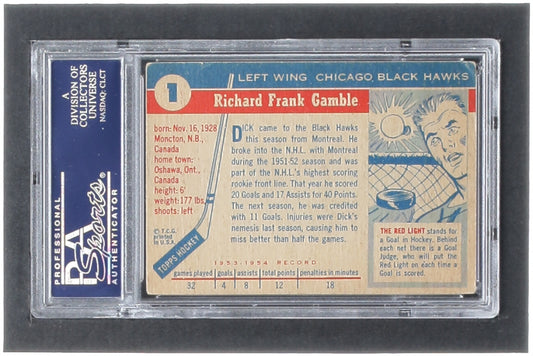 A
DIVISION OF
COLLECTORS
UNIVERSE
NASDAQ: CLCT
PROFESSIONAL
PSA
Sports
AUTHENTICATOR
1
LEFT WING CHICAGO BLACK HAWKS
Richard Frank Gamble
born: Nov. 16, 1928
Moncton, N.B.,
Canada
home town:
Oshawa, Ont.,
Canada
height: 6'
weight: 177 lbs.
shoots: left
© T.C.G.
printed
in U.S.A.
TOPPS HOCKEY
DICK came to the Black Hawks
this season from Montreal. He
broke into the N.H.L. with Montreal
during the 1951-52 season and was
part of the N.H.L.'s highest scoring
rookie front line. That year he scored
20 Goals and 17 Assists for 40 Points.
The next season, he was credited
with 11 Goals. Injuries were Dick's
nemesis last season, causing him to
miss better than half the games.
THE RED LIGHT stands
for a Goal in Hockey. Behind
each net there is a Goal
Judge, who will put the
Red Light on each time a
Goal is scored.
1953-1954 RECORD
games played goals assists total points penalties in minutes
32 4 8 12 18